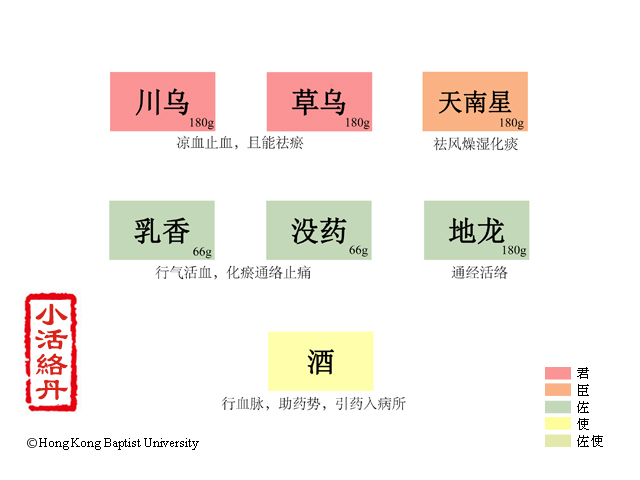 川乌
180g
草乌
180g
天南星
180g
凉血止血，且能祛瘀
祛风燥湿化痰
乳香
66g
没药
66g
地龙
180g
行气活血，化瘀通络止痛
通经活络
小活絡丹
酒
行血脉，助药势，引药入病所
君
臣
佐
使
佐使
©Hong Kong Baptist University